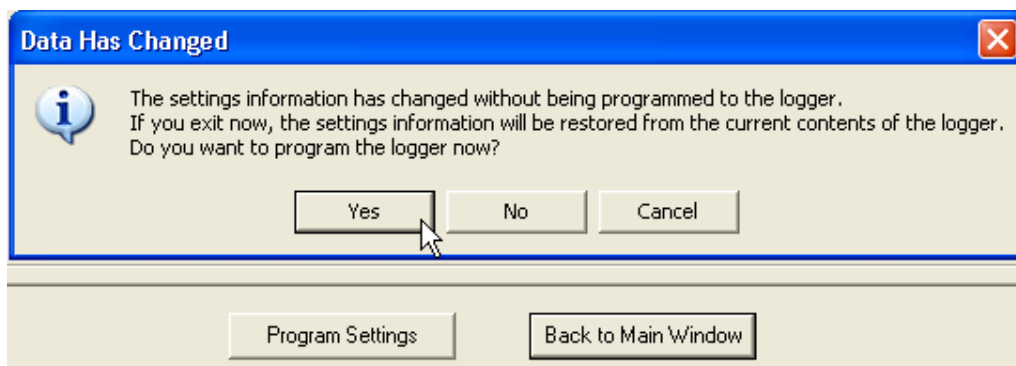 Data Has Changed
The settings information has changed without being programmed to the logger.
If you exit now, the settings information will be restored from the current contents of the logger.
Do you want to program the logger now?
Yes No Cancel
Program Settings Back to Main Window